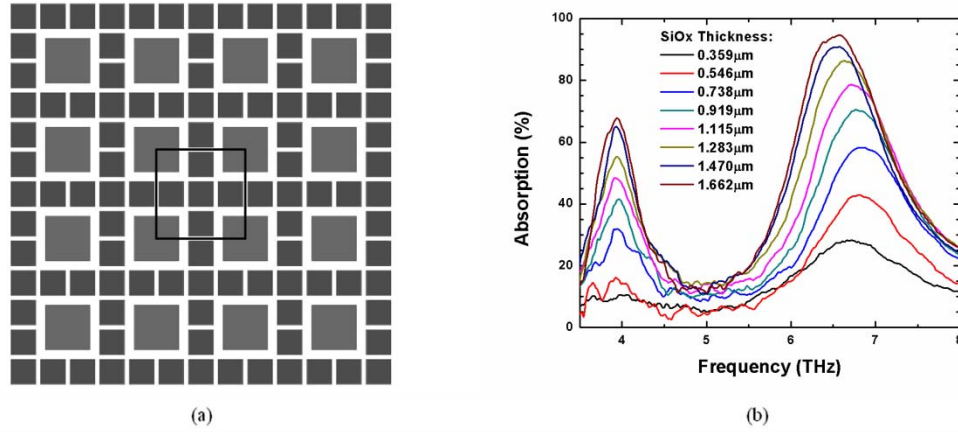 100
80
60
40
20
0
Absorption (%)
SiOx Thickness:
0.359μm
0.546μm
0.738μm
0.919μm
1.115μm
1.283μm
1.470μm
1.662μm
4 5 6 7 8
Frequency (THz)
(a) (b)